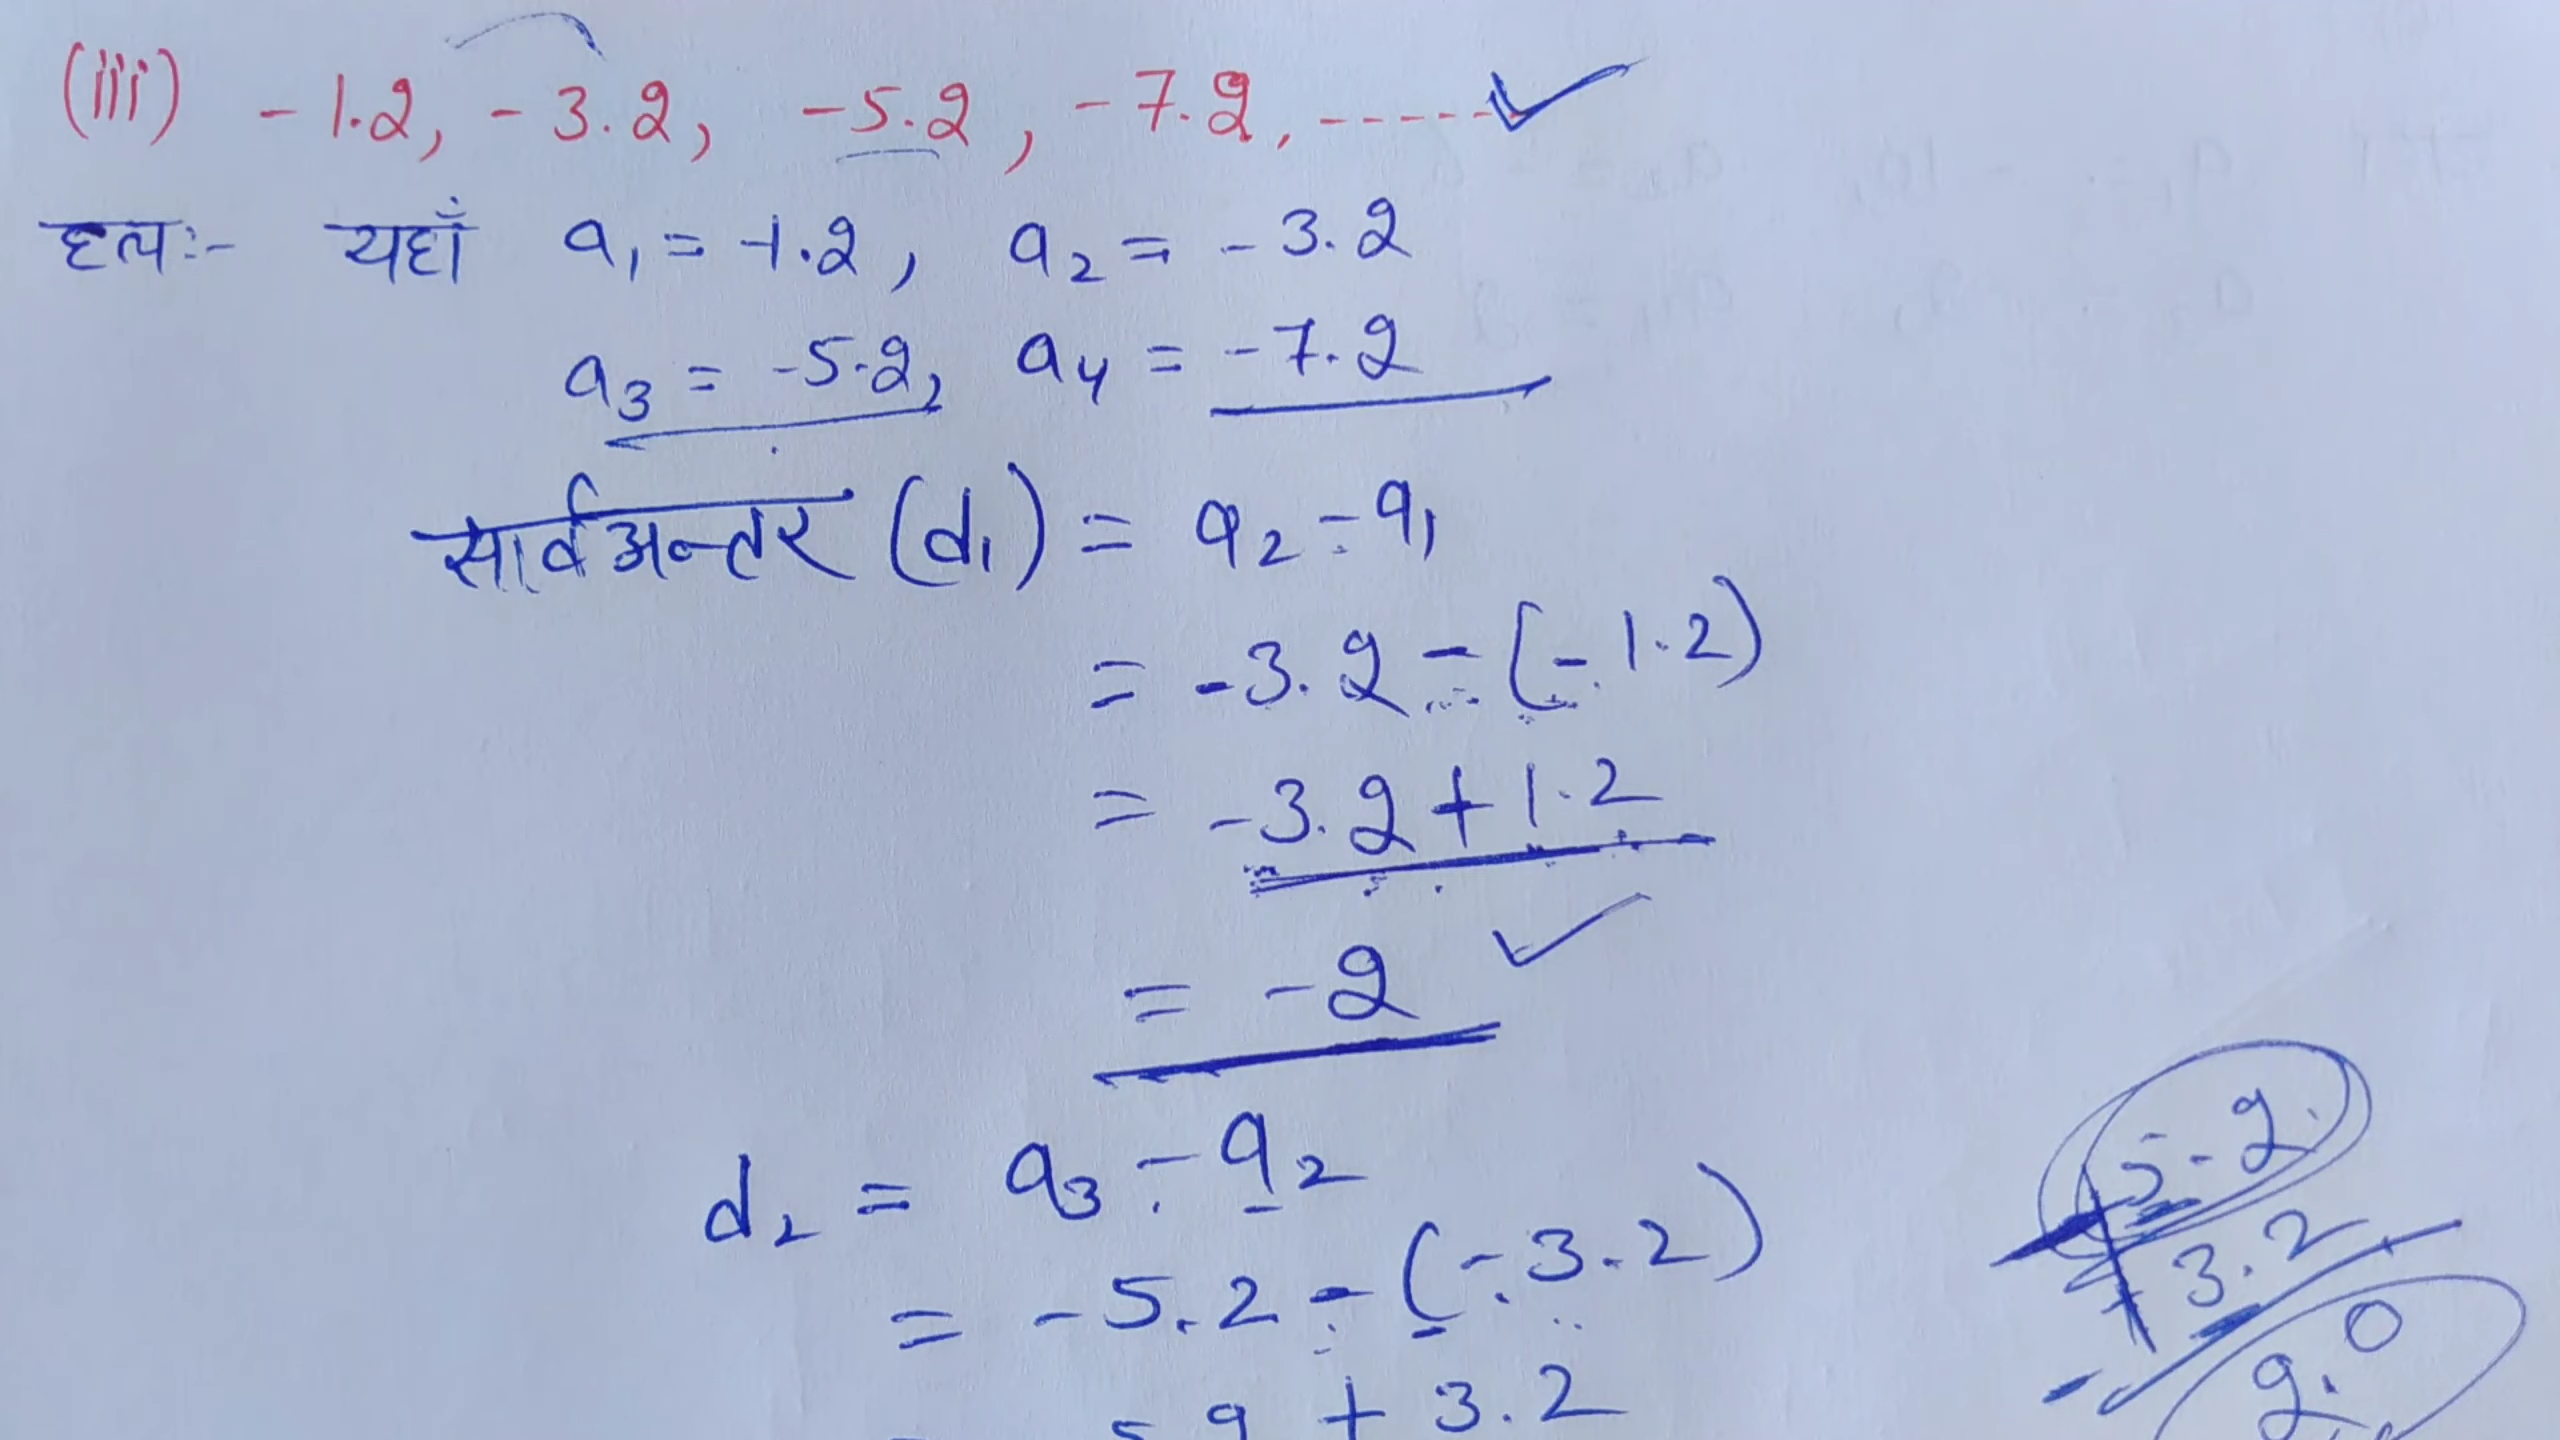 (iii) -1.2, -3.2, -5.2, -7.2, ------
हल:- यहाँ a₁ = -1.2, a₂ = -3.2
a₃ = -5.2, a₄ = -7.2
सार्वअन्तर (d₁) = a₂ - a₁
= -3.2 - (-1.2)
= -3.2 + 1.2
= -2
d₂ = a₃ - a₂
= -5.2 - (-3.2)
= -5.2 + 3.2
5.2
3.2
2.0